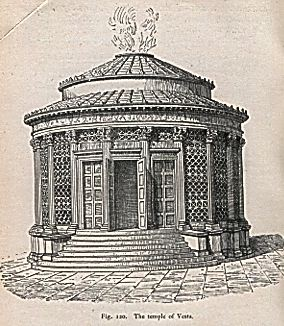 Fig. 120. The temple of Vesta.